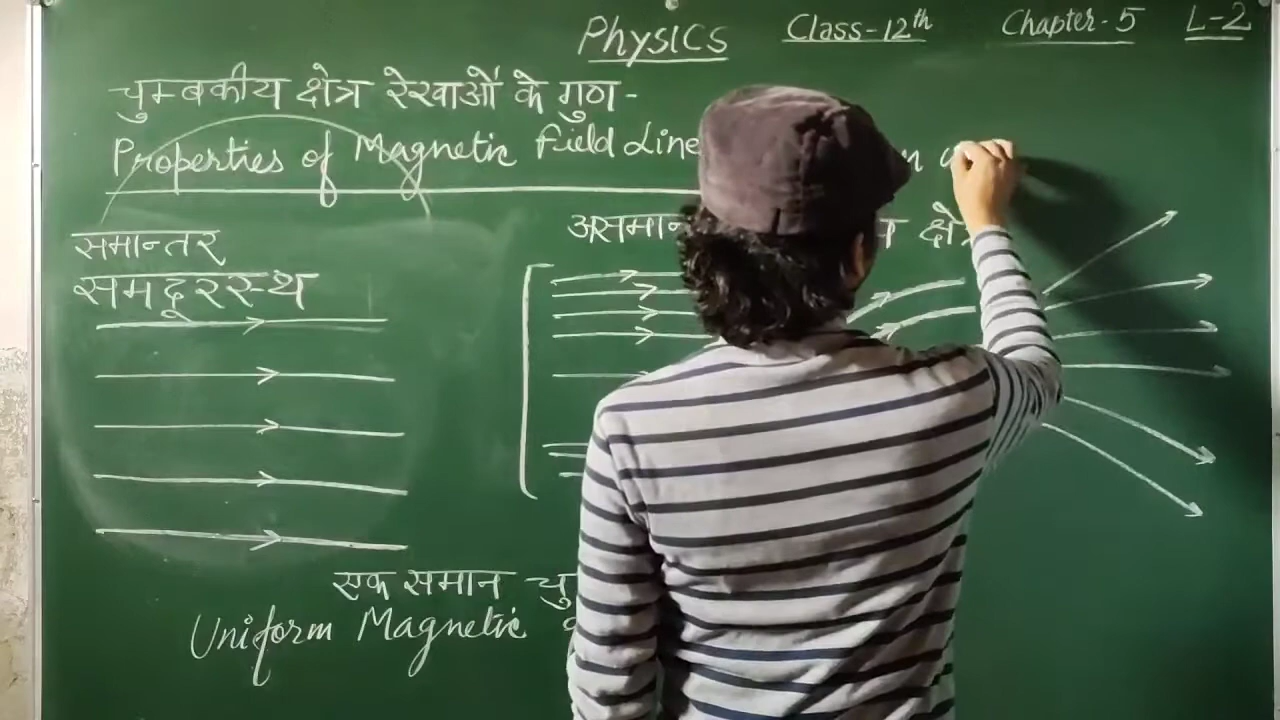 Physics Class-12th Chapter-5 L-2
चुम्बकीय क्षेत्र रेखाओं के गुण-
Properties of Magnetic Field Line
समान्तर
समदूरस्थ
असमान क्षेत्र
एक समान चु
Uniform Magnetic